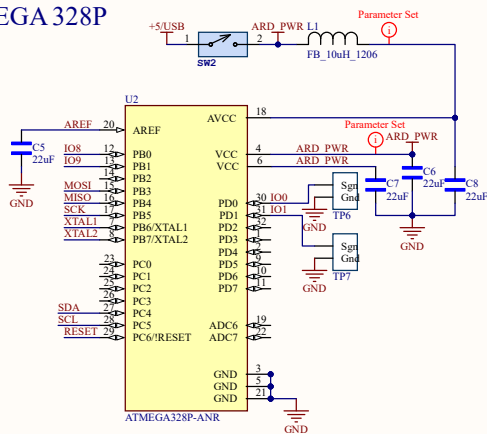 EGA 328P
Parameter Set
+5/USB
ARD_PWR
L1
i
1
2
SW2
FB_10uH_1206
U2
18
AVCC
Parameter Set
AREF
20
AREF
i
C5
ARD_PWR
22uF
IO8
12
PB0
VCC
4
ARD_PWR
IO9
13
PB1
VCC
6
ARD_PWR
14
PB2
C6
MOSI
15
PB3
C7
22uF
C8
MISO
16
PB4
PD0
30
IO0
Sgn
22uF
22uF
SCK
17
PB5
PD1
31
IO1
Gnd
GND
XTAL1
7
PB6/XTAL1
PD2
32
TP6
XTAL2
8
PB7/XTAL2
PD3
1
GND
GND
PD4
2
Sgn
23
PC0
PD5
9
Gnd
24
PC1
PD6
10
TP7
25
PC2
PD7
11
GND
26
PC3
SDA
27
PC4
ADC6
19
SCL
28
PC5
ADC7
22
RESET
29
PC6/!RESET
GND
3
GND
5
GND
21
ATMEGA328P-ANR
GND